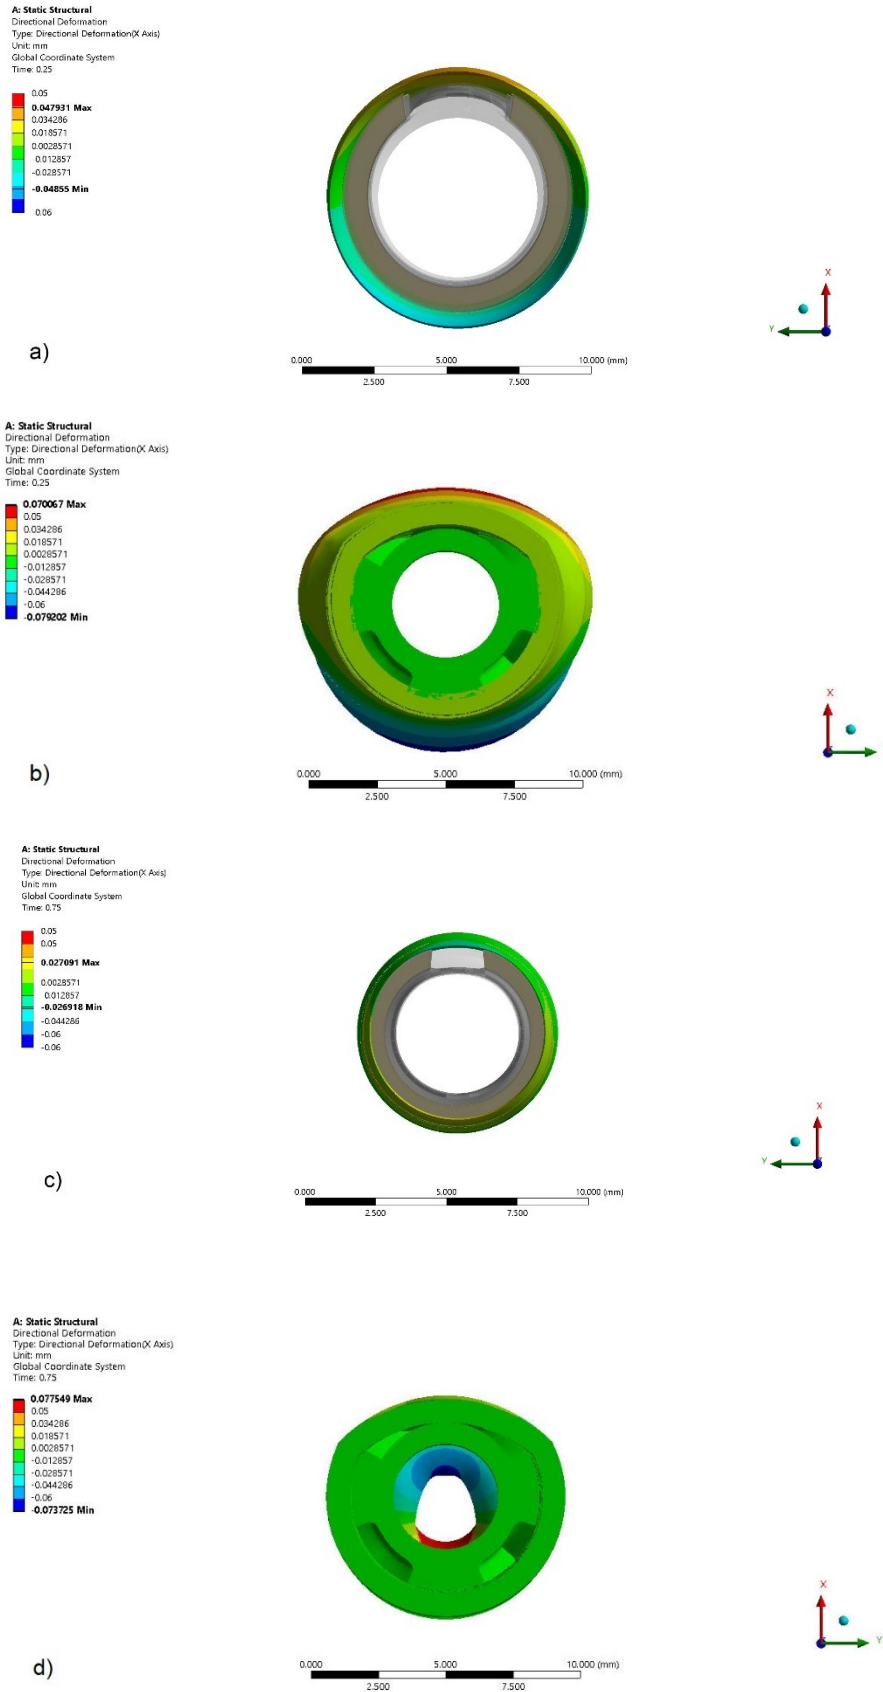 A: Static Structural
Directional Deformation
Type: Directional Deformation(X Axis)
Unit: mm
Global Coordinate System
Time: 0.25
0.05
0.047931 Max
0.034286
0.018571
0.0028571
0.012857
-0.028571
-0.04855 Min
0.06
X
Y
a)
0.000 5.000 10.000 (mm)
2.500 7.500
A: Static Structural
Directional Deformation
Type: Directional Deformation(X Axis)
Unit: mm
Global Coordinate System
Time: 0.25
0.070067 Max
0.05
0.034286
0.018571
0.0028571
-0.012857
-0.028571
-0.044286
-0.06
-0.079202 Min
X
b)
0.000 5.000 10.000 (mm)
2.500 7.500
A: Static Structural
Directional Deformation
Type: Directional Deformation(X Axis)
Unit: mm
Global Coordinate System
Time: 0.75
0.05
0.05
0.027091 Max
0.0028571
0.012857
-0.026918 Min
-0.044286
-0.06
-0.06
X
Y
c)
0.000 5.000 10.000 (mm)
2.500 7.500
A: Static Structural
Directional Deformation
Type: Directional Deformation(X Axis)
Unit: mm
Global Coordinate System
Time: 0.75
0.077549 Max
0.05
0.034286
0.018571
0.0028571
-0.012857
-0.028571
-0.044286
-0.06
-0.073725 Min
X
Y
d)
0.000 5.000 10.000 (mm)
2.500 7.500